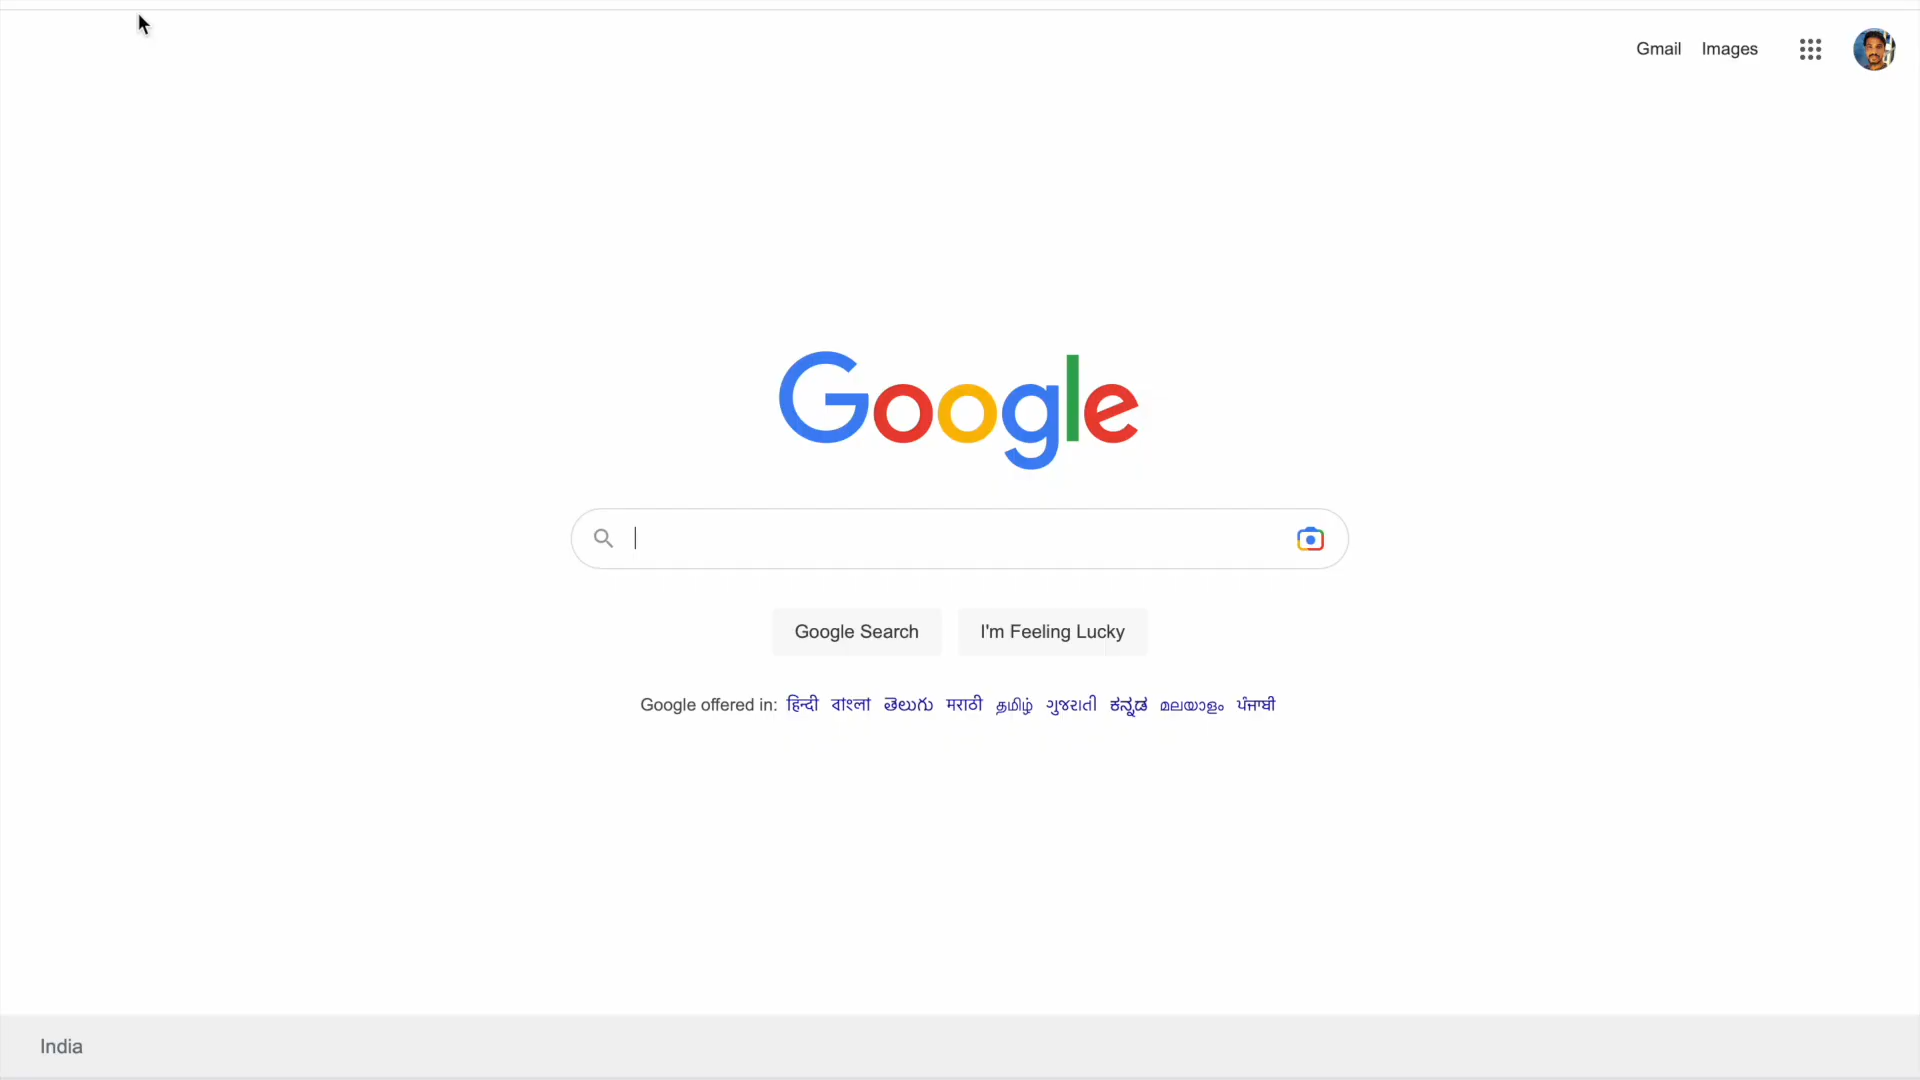 Gmail Images
Google
Google Search I'm Feeling Lucky
Google offered in: हिन्दी বাংলা తెలుగు मराठी தமிழ் ગુજરાતી ಕನ್ನಡ മലയാളം ਪੰਜਾਬੀ
India